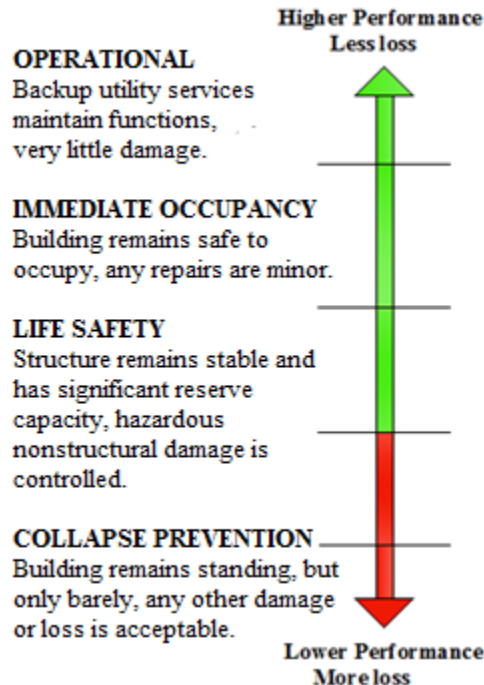 Higher Performance
Less loss
OPERATIONAL
Backup utility services
maintain functions,
very little damage.
IMMEDIATE OCCUPANCY
Building remains safe to
occupy, any repairs are minor.
LIFE SAFETY
Structure remains stable and
has significant reserve
capacity, hazardous
nonstructural damage is
controlled.
COLLAPSE PREVENTION
Building remains standing, but
only barely, any other damage
or loss is acceptable.
Lower Performance
More loss